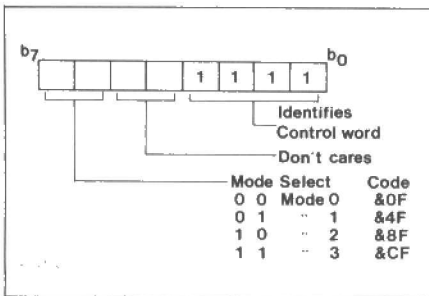 b7 b0
1 1 1 1
Identifies
Control word
Don't cares
Mode Select Code
0 0 Mode 0 &0F
0 1 " 1 &4F
1 0 " 2 &8F
1 1 " 3 &CF